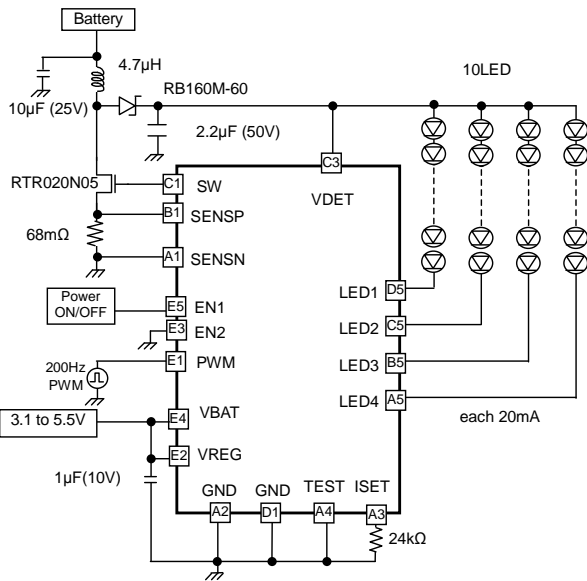 Battery
4.7µH
10µF (25V)
RB160M-60
10LED
2.2µF (50V)
C3
VDET
RTR020N05
C1
SW
B1
SENSP
68mΩ
A1
SENSN
Power
ON/OFF
E5
EN1
E3
EN2
E1
PWM
200Hz
PWM
3.1 to 5.5V
E4
VBAT
E2
VREG
1µF(10V)
LED1
D5
LED2
C5
LED3
B5
LED4
A5
each 20mA
GND
GND
TEST
ISET
A2
D1
A4
A3
24kΩ